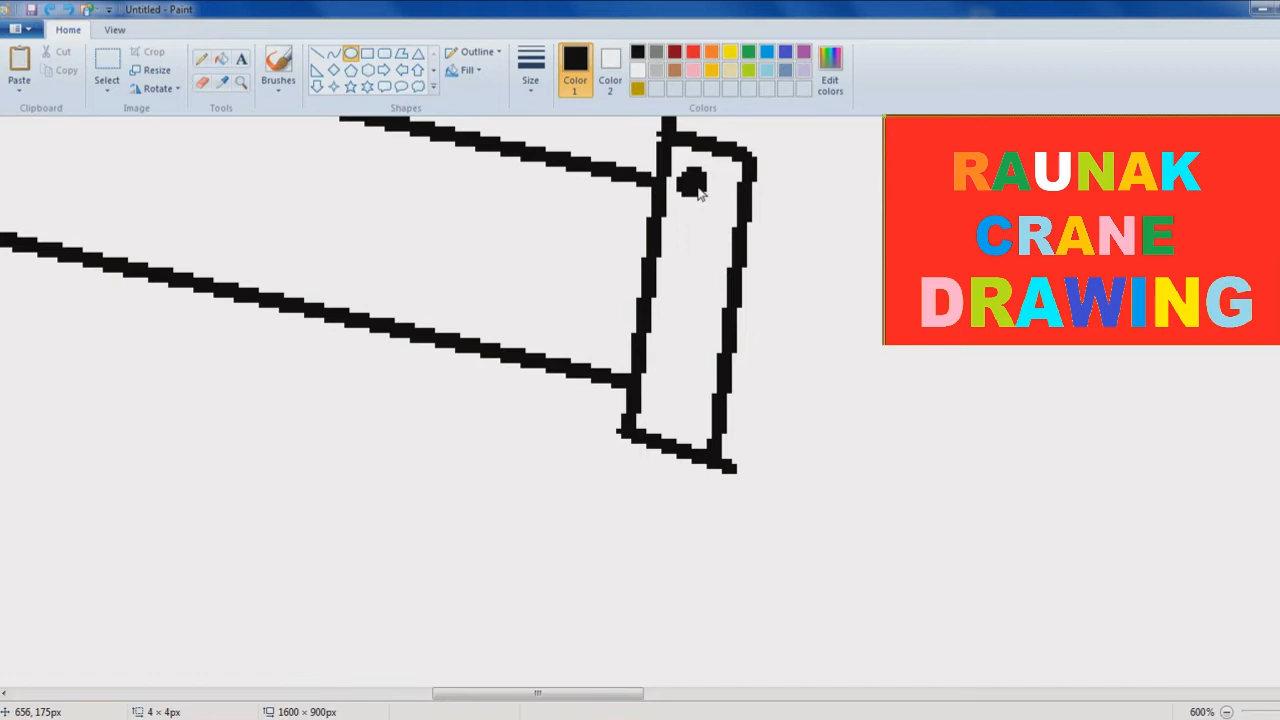 Untitled - Paint
Home View
Paste
Cut
Copy
Clipboard
Select
Crop
Resize
Rotate
Image
A
Tools
Brushes
Outline
Fill
Shapes
Size
Color
1
Color
2
Edit
colors
Colors
RAUNAK
CRANE
DRAWING
656, 175px 4 × 4px 1600 × 900px 600%